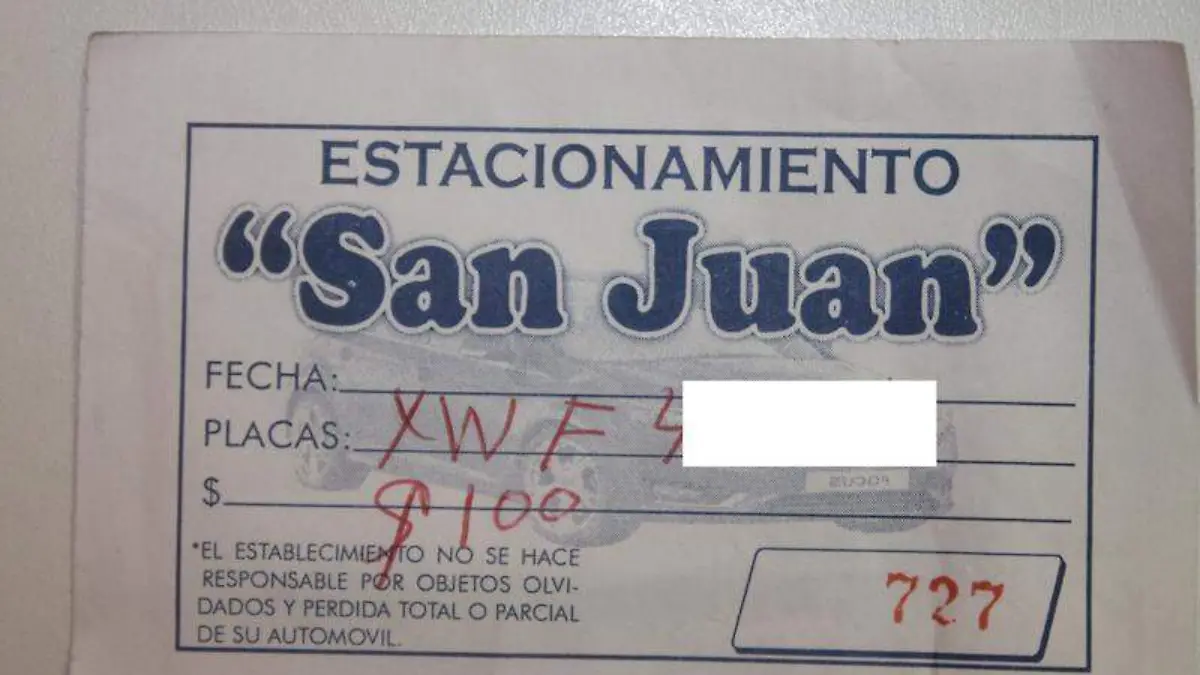 ESTACIONAMIENTO
“San Juan”
FECHA:
PLACAS: XWF
$ $100
*EL ESTABLECIMIENTO NO SE HACE
RESPONSABLE POR OBJETOS OLVI-
DADOS Y PERDIDA TOTAL O PARCIAL
DE SU AUTOMOVIL.
727